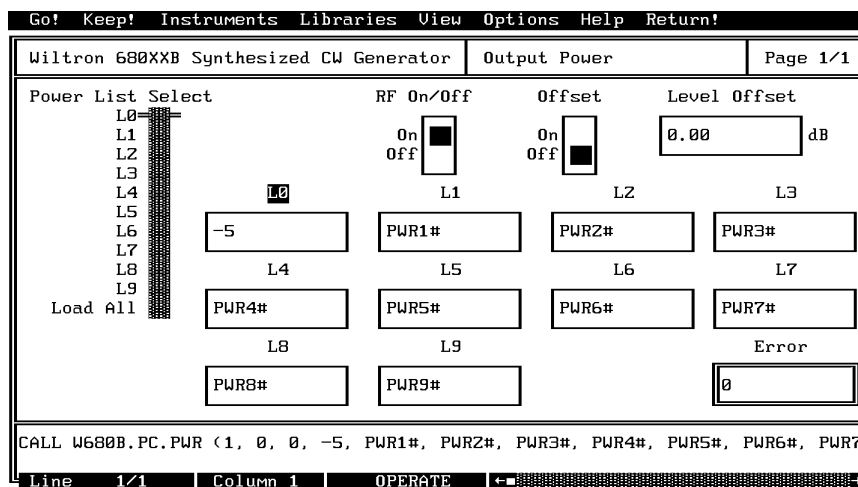 Go! Keep! Instruments Libraries View Options Help Return!
Wiltron 680XXB Synthesized CW Generator Output Power Page 1/1
Power List Select RF On/Off Offset Level Offset
L0
L1 On On 0.00 dB
L2 Off Off
L3
L4 L0 L1 L2 L3
L5
L6 -5 PWR1# PWR2# PWR3#
L7
L8 L4 L5 L6 L7
L9
Load All PWR4# PWR5# PWR6# PWR7#
L8 L9 Error
PWR8# PWR9# 0
CALL W680B.PC.PWR (1, 0, 0, -5, PWR1#, PWR2#, PWR3#, PWR4#, PWR5#, PWR6#, PWR7
Line 1/1 Column 1 OPERATE